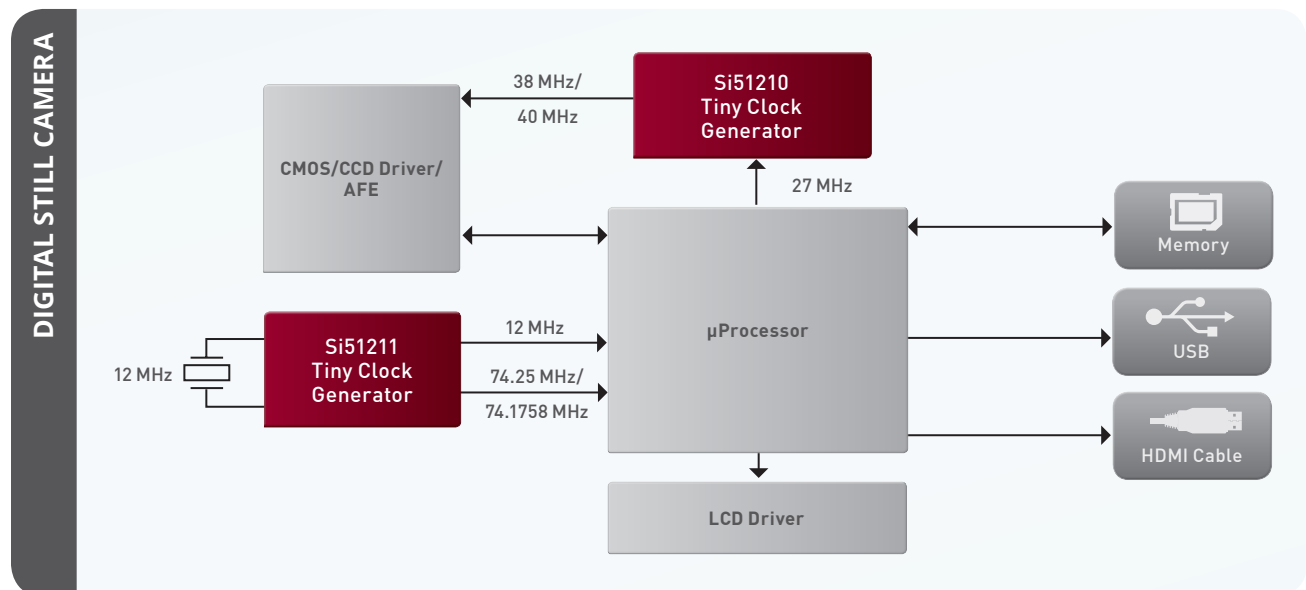 DIGITAL STILL CAMERA
38 MHz/
40 MHz
Si51210
Tiny Clock
Generator
CMOS/CCD Driver/
AFE
27 MHz
Memory
12 MHz
Si51211
Tiny Clock
Generator
12 MHz
74.25 MHz/
74.1758 MHz
µProcessor
USB
HDMI Cable
LCD Driver